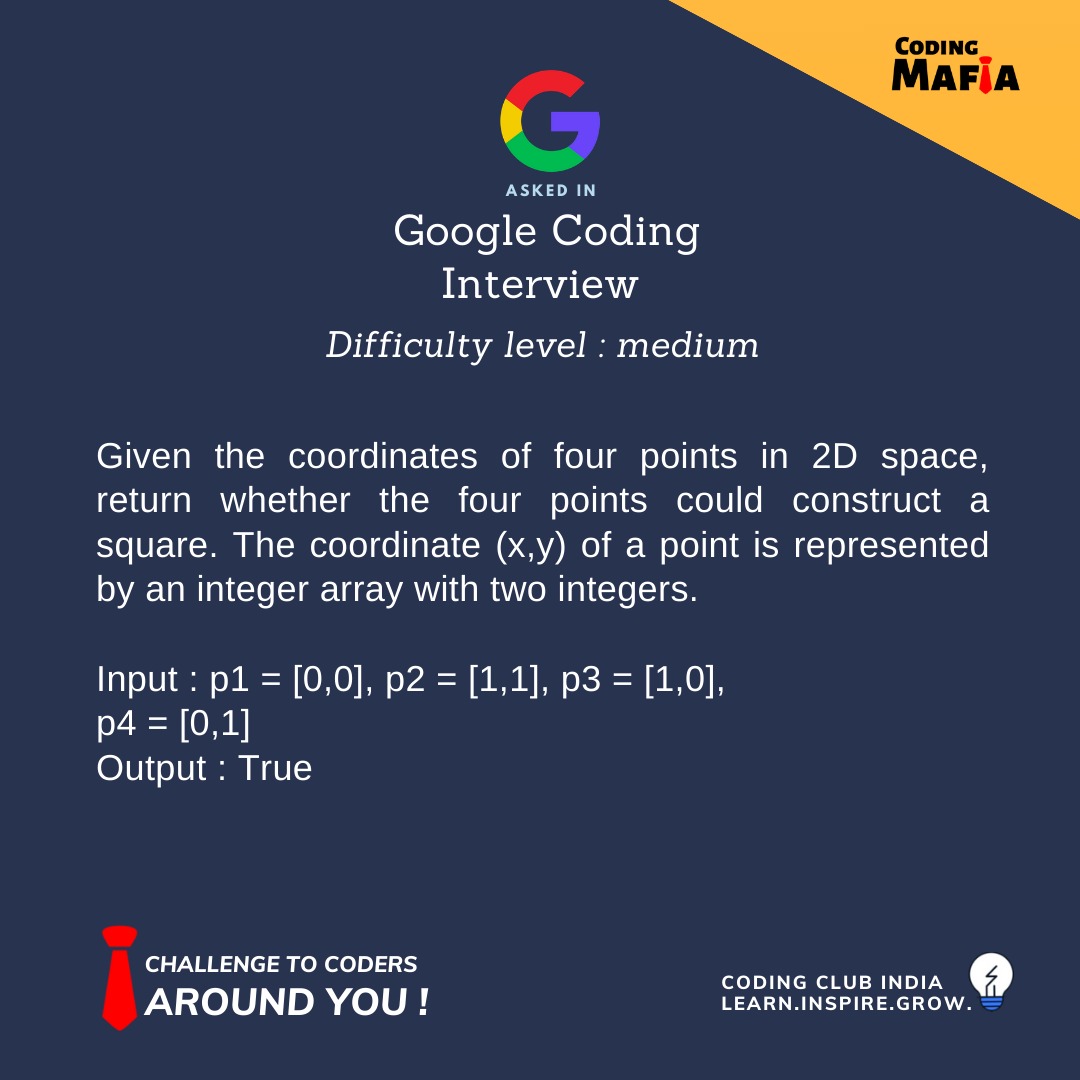 CODING
MAFIA
ASKED IN
Google Coding
Interview
Difficulty level : medium
Given the coordinates of four points in 2D space,
return whether the four points could construct a
square. The coordinate (x,y) of a point is represented
by an integer array with two integers.
Input : p1 = [0,0], p2 = [1,1], p3 = [1,0],
p4 = [0,1]
Output : True
CHALLENGE TO CODERS
AROUND YOU !
CODING CLUB INDIA
LEARN.INSPIRE.GROW.